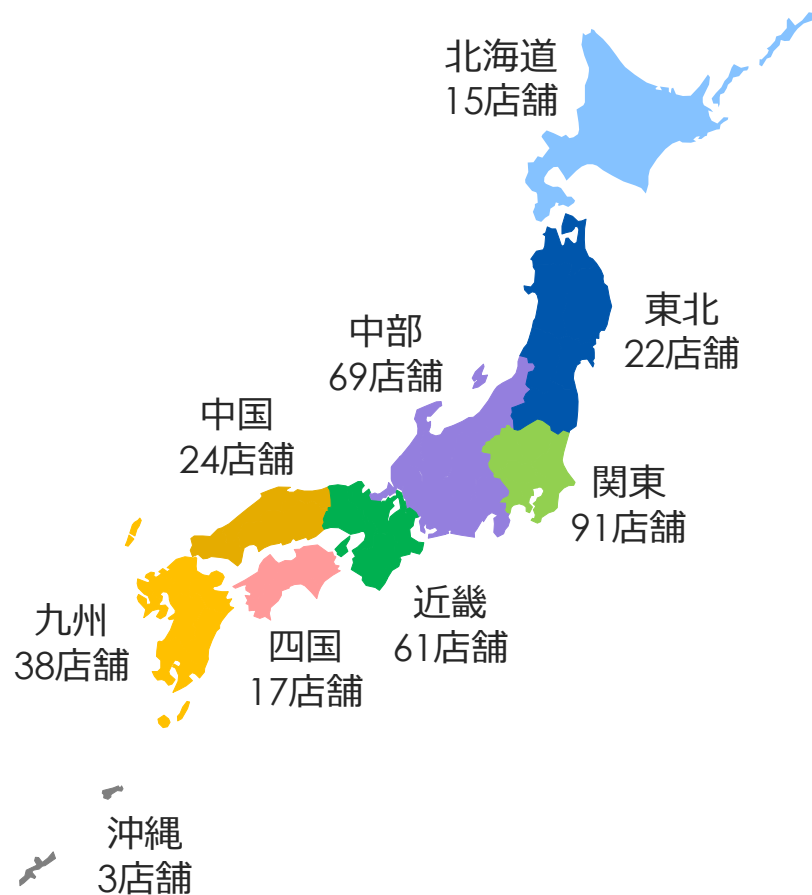 北海道
15店舗
東北
22店舗
中部
69店舗
中国
24店舗
関東
91店舗
近畿
61店舗
九州
38店舗
四国
17店舗
沖縄
3店舗